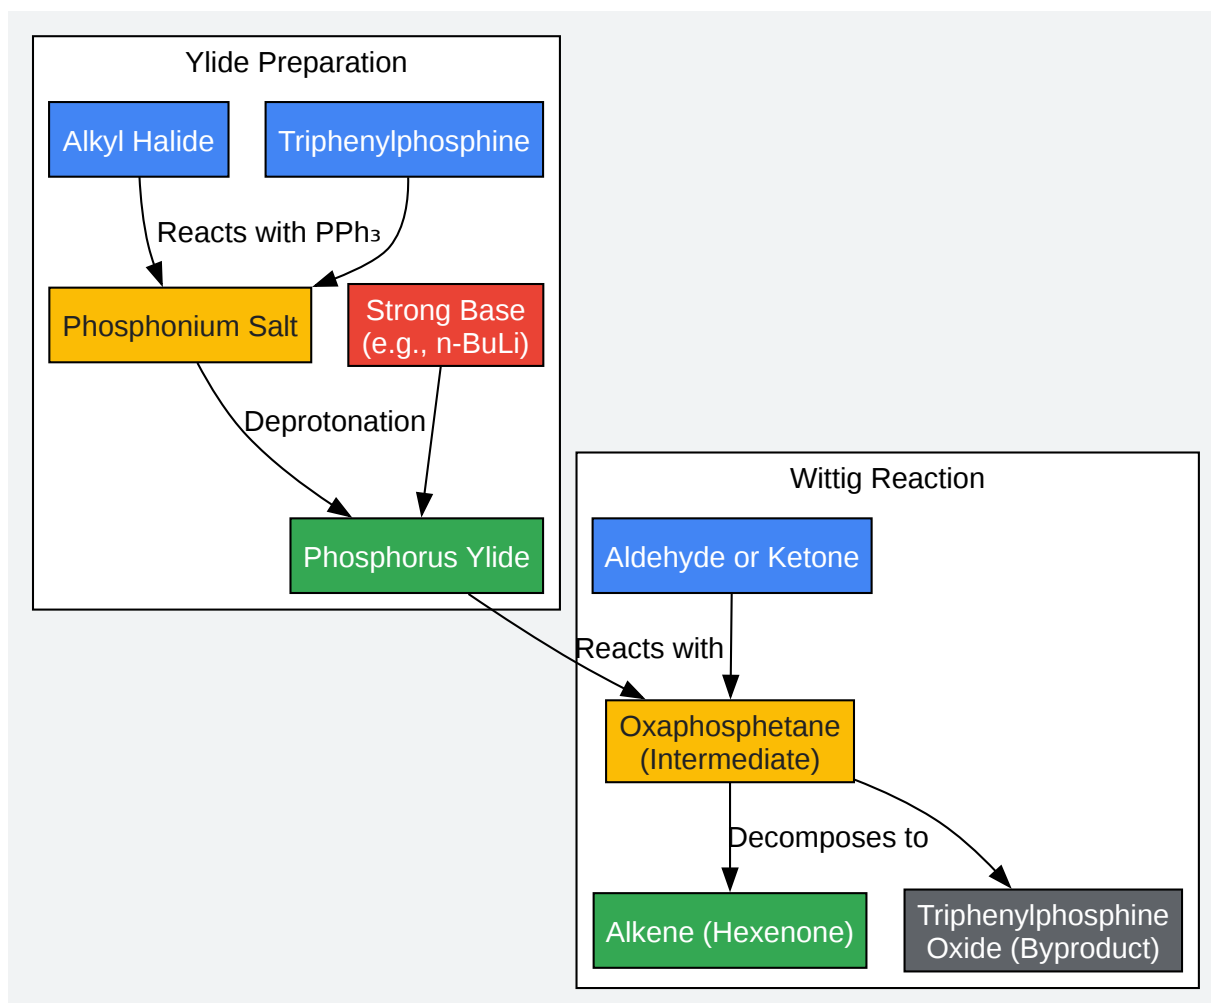 Ylide Preparation
Alkyl Halide
Triphenylphosphine
Reacts with PPh₃
Phosphonium Salt
Strong Base
(e.g., n-BuLi)
Deprotonation
Phosphorus Ylide
Wittig Reaction
Aldehyde or Ketone
Reacts with
Oxaphosphetane
(Intermediate)
Decomposes to
Alkene (Hexenone)
Triphenylphosphine
Oxide (Byproduct)